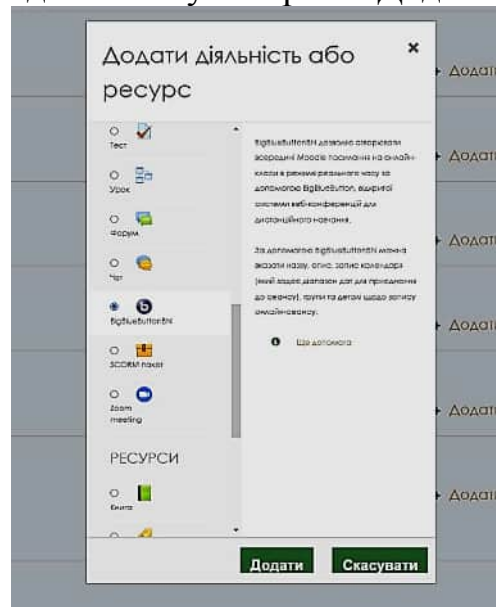 Додати діяльність або
ресурс
×
Тест
Урок
Форум
Чат
BigBlueButtonBN
SCORM пакет
Zoom
meeting
РЕСУРСИ
Книга
BigBlueButtonBN дозволяє створювати
всередині Moodle посилання на онлайн-
класи в режимі реального часу за
допомогою BigBlueButton, відкритої
системи веб-конференцій для
дистанційного навчання.
За допомогою BigBlueButtonBN можна
вказати назву, опис, запис календаря
(який задає діапазон дат для приєднання
до сеансу), групи та деталі щодо запису
онлайн-сеансу.
Ще допомога
Додати
Скасувати
Додати
Додати
Додати
Додати
Додати
Додати